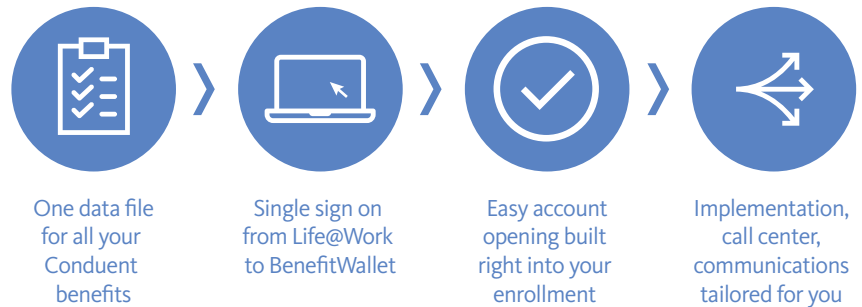 One data file
for all your
Conduent
benefits
Single sign on
from Life@Work
to BenefitWallet
Easy account
opening built
right into your
enrollment
Implementation,
call center,
communications
tailored for you